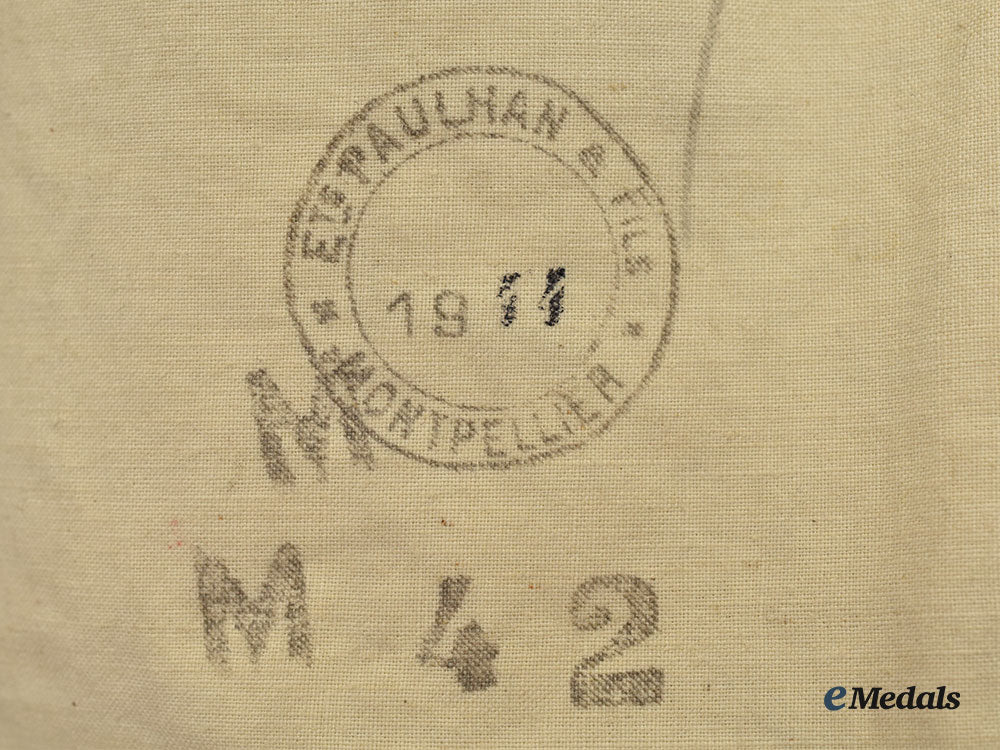 ETS PAULHAN & FILS
1911
* MONTPELLIER *
M
M 42
eMedals